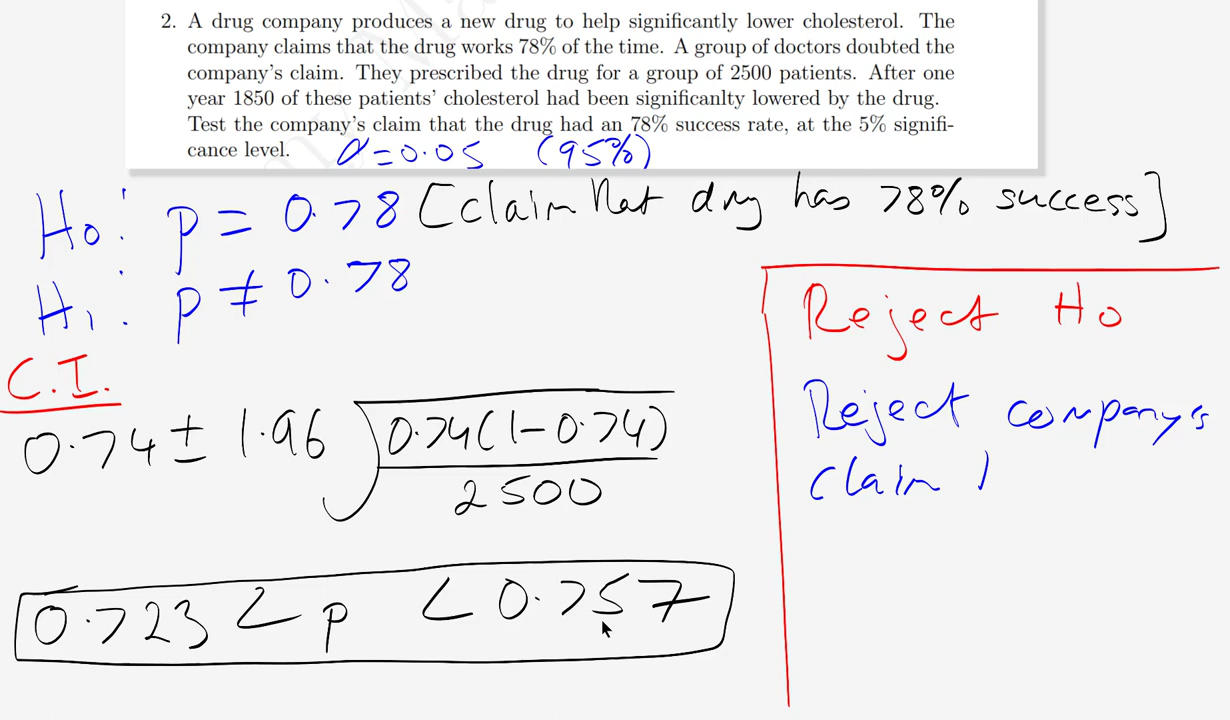 2. A drug company produces a new drug to help significantly lower cholesterol. The
company claims that the drug works 78% of the time. A group of doctors doubted the
company's claim. They prescribed the drug for a group of 2500 patients. After one
year 1850 of these patients' cholesterol had been significanlty lowered by the drug.
Test the company's claim that the drug had an 78% success rate, at the 5% signifi-
cance level. α = 0.05 (95%)
H0: p = 0.78 [claim that drug has 78% success]
H1: p ≠ 0.78
C.I.
0.74 ± 1.96 √(0.74(1-0.74)/2500)
0.723 < p < 0.757
Reject H0
Reject company's
claim